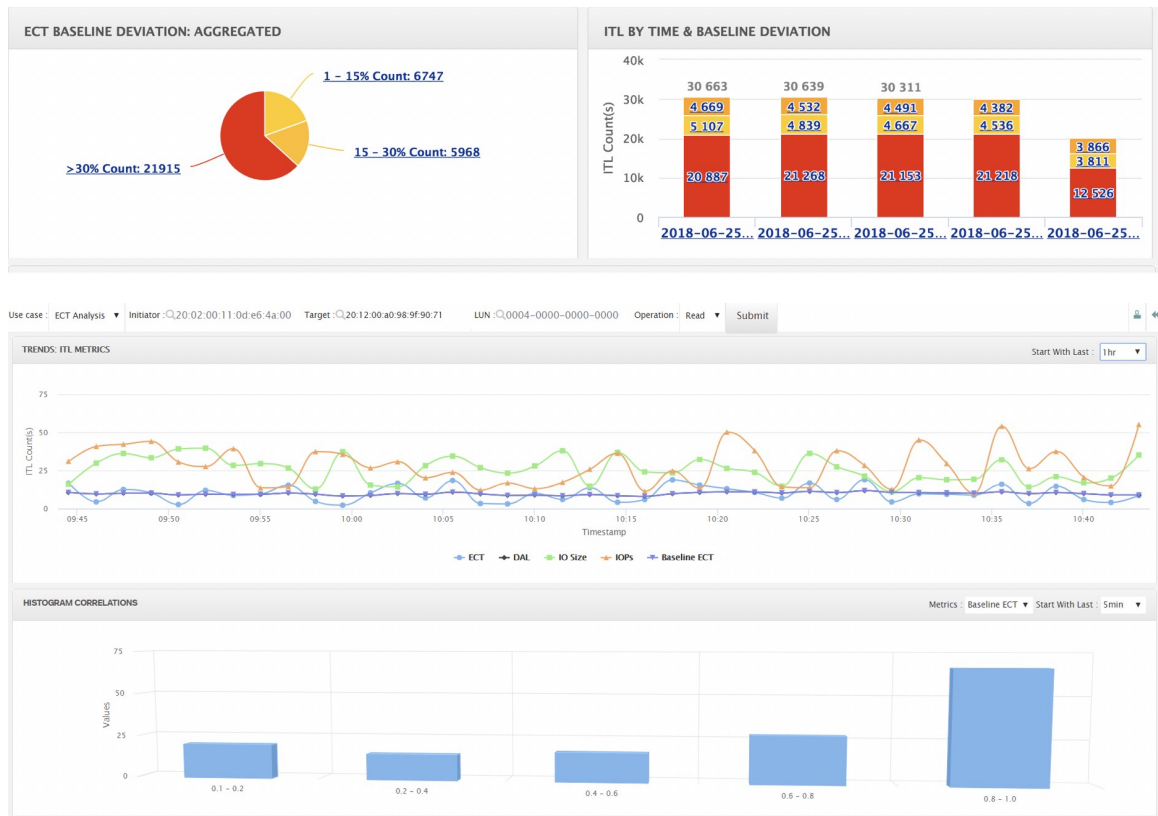 ECT BASELINE DEVIATION: AGGREGATED
1 - 15% Count: 6747
15 - 30% Count: 5968
>30% Count: 21915
ITL BY TIME & BASELINE DEVIATION
ITL Count(s)
40k
30k
20k
10k
0
30 663
30 639
30 311
4 669
4 532
4 491
4 382
5 107
4 839
4 667
4 536
3 866
3 811
20 887
21 268
21 153
21 218
12 526
2018-06-25... 2018-06-25... 2018-06-25... 2018-06-25... 2018-06-25...
Use case : ECT Analysis Initiator : 20:02:00:11:0d:e6:4a:00 Target : 20:12:00:a0:98:9f:90:71 LUN : 0004-0000-0000-0000 Operation : Read Submit
TRENDS: ITL METRICS
Start With Last : 1hr
ITL Count(s)
75
50
25
0
09:45 09:50 09:55 10:00 10:05 10:10 10:15 10:20 10:25 10:30 10:35 10:40
Timestamp
ECT DAL IO Size IOPs Baseline ECT
HISTOGRAM CORRELATIONS
Metrics : Baseline ECT Start With Last : 5min
Values
75
50
25
0
0.1 - 0.2 0.2 - 0.4 0.4 - 0.6 0.6 - 0.8 0.8 - 1.0